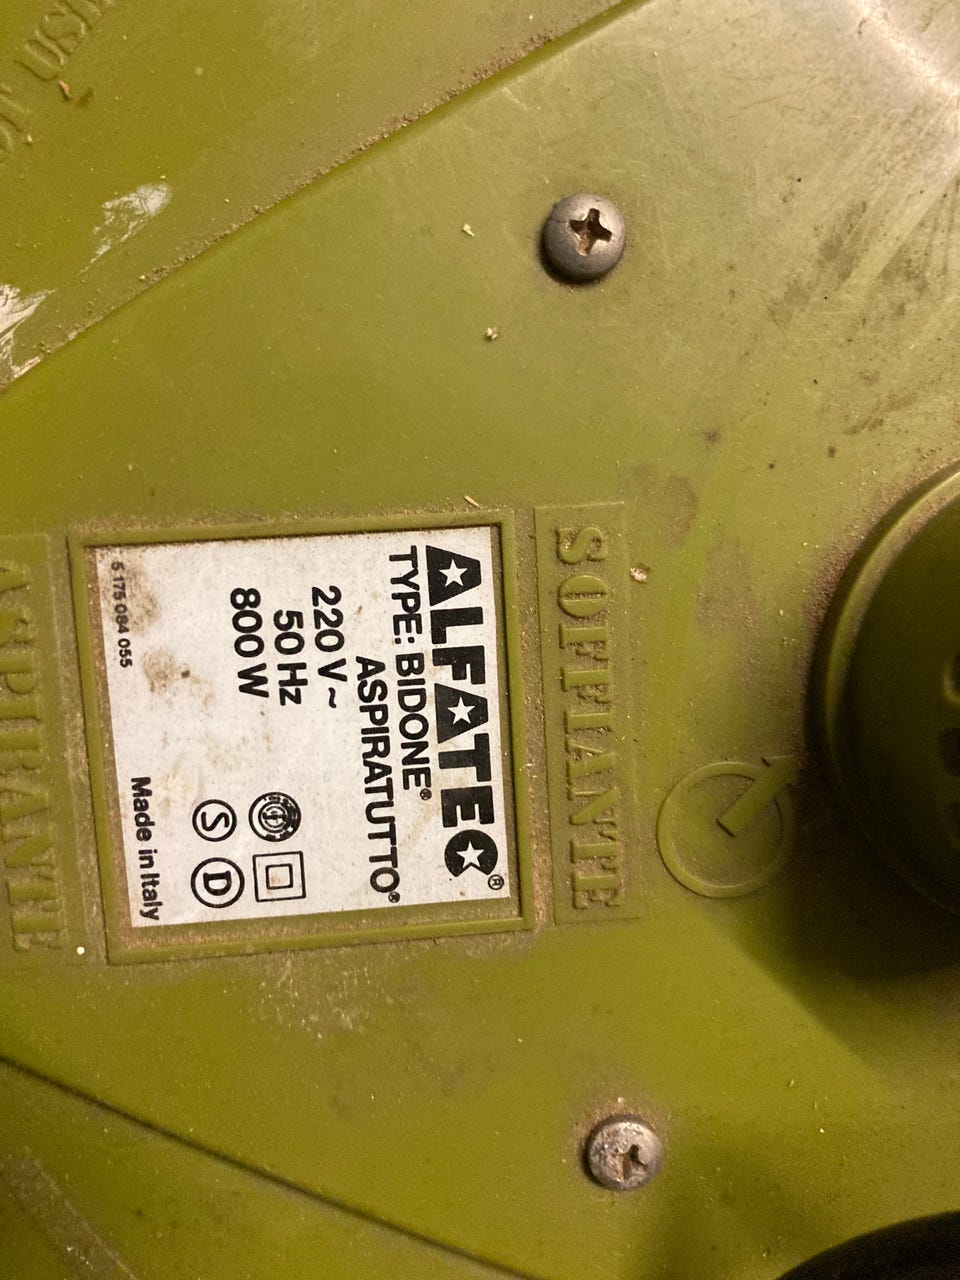 SOFFIANTE
ALFATEC®
TYPE: BIDONE®
ASPIRATUTTO®
220 V~
50 Hz
800 W
S D
Made in Italy
5 175 084 055
ASPIRANTE